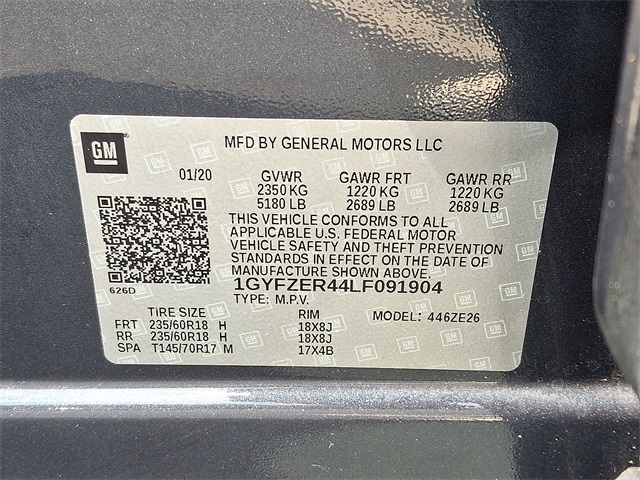 GM
MFD BY GENERAL MOTORS LLC
01/20 GVWR GAWR FRT GAWR RR
2350 KG 1220 KG 1220 KG
5180 LB 2689 LB 2689 LB
THIS VEHICLE CONFORMS TO ALL
APPLICABLE U.S. FEDERAL MOTOR
VEHICLE SAFETY AND THEFT PREVENTION
STANDARDS IN EFFECT ON THE DATE OF
MANUFACTURE SHOWN ABOVE.
626D 1GYFZER44LF091904
TYPE: M.P.V.
TIRE SIZE RIM MODEL: 446ZE26
FRT 235/60R18 H 18X8J
RR 235/60R18 H 18X8J
SPA T145/70R17 M 17X4B